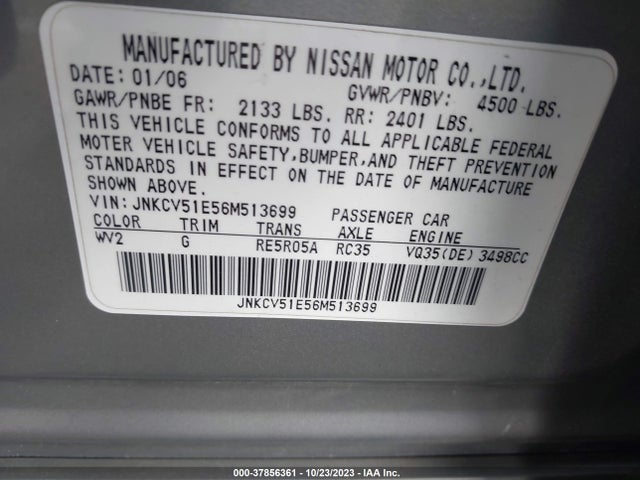 MANUFACTURED BY NISSAN MOTOR CO.,LTD.
DATE: 01/06 GVWR/PNBV: 4500 LBS.
GAWR/PNBE FR: 2133 LBS. RR: 2401 LBS.
THIS VEHICLE CONFORMS TO ALL APPLICABLE FEDERAL
MOTOR VEHICLE SAFETY,BUMPER,AND THEFT PREVENTION
STANDARDS IN EFFECT ON THE DATE OF MANUFACTURE
SHOWN ABOVE.
VIN: JNKCV51E56M513699 PASSENGER CAR
COLOR TRIM TRANS AXLE ENGINE
WV2 G RE5R05A RC35 VQ35(DE) 3498CC
JNKCV51E56M513699
000-37856361 - 10/23/2023 - IAA Inc.